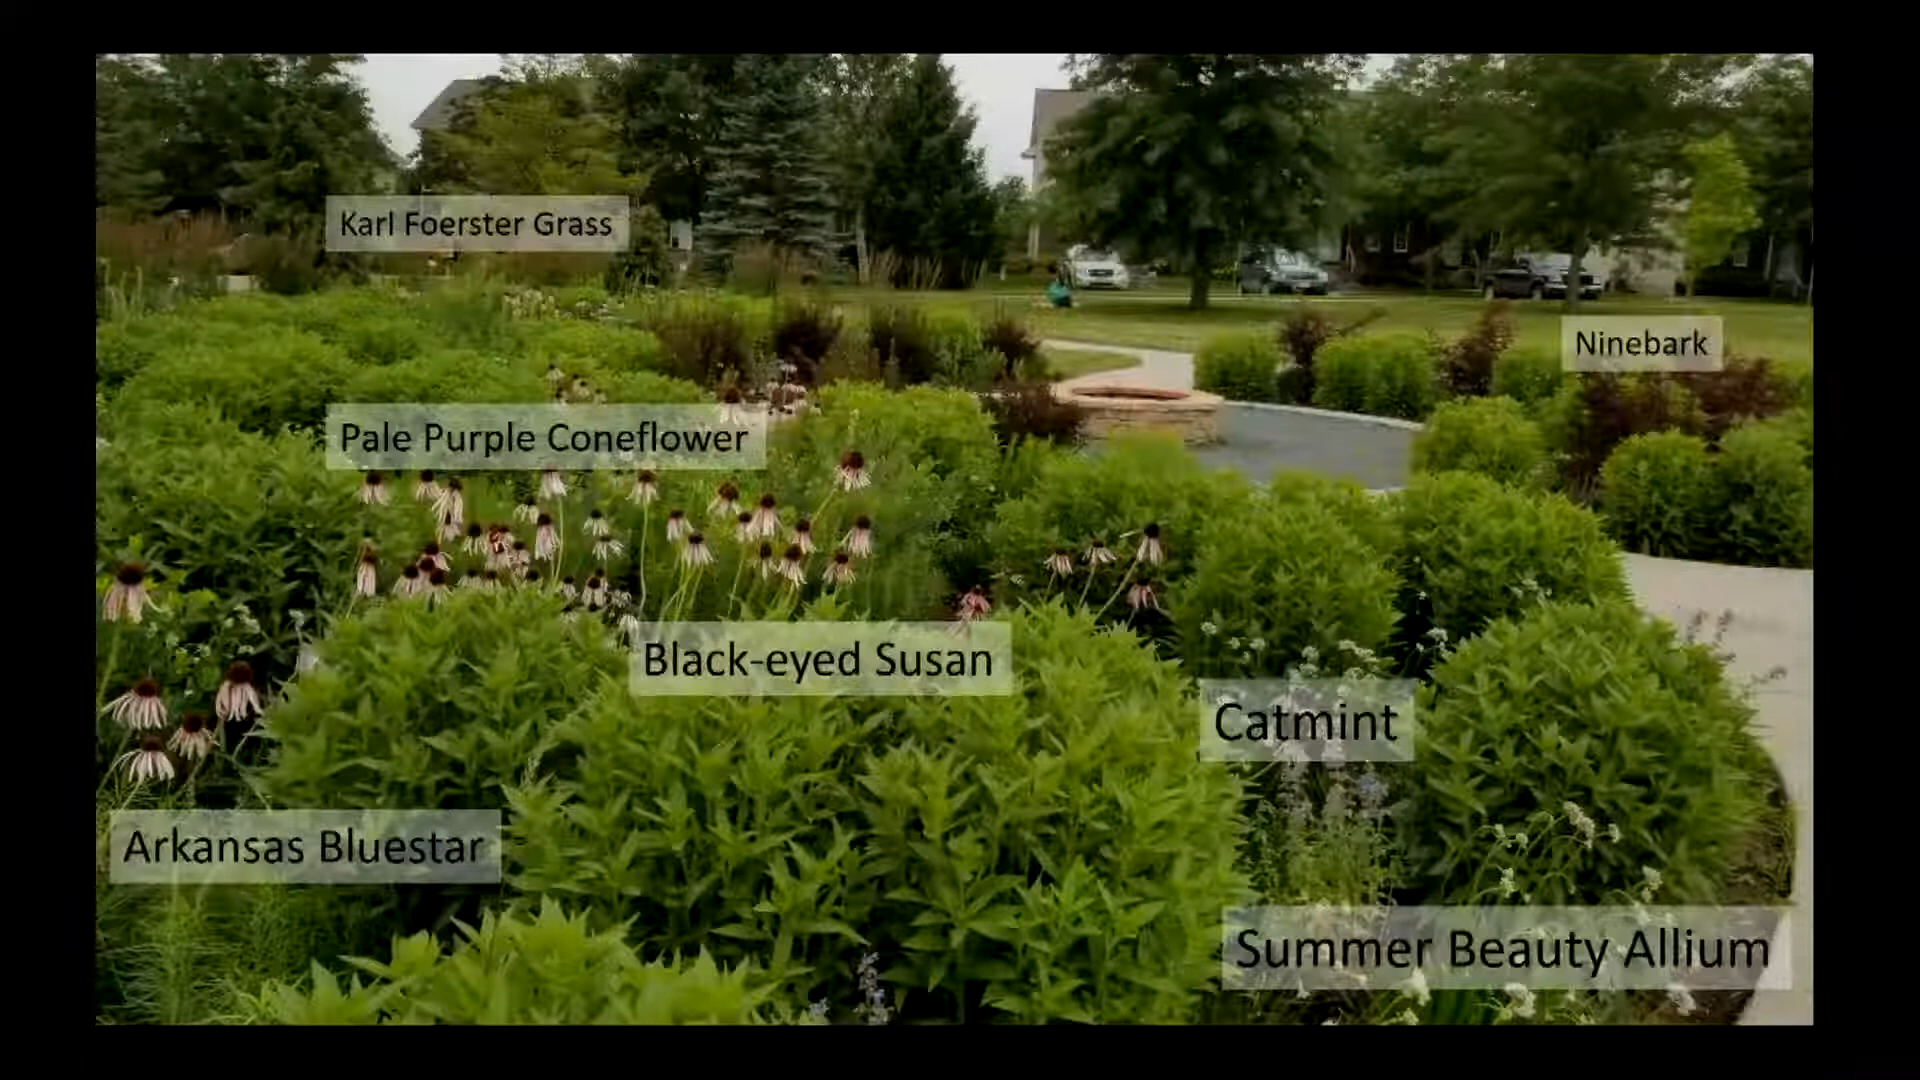 Karl Foerster Grass
Ninebark
Pale Purple Coneflower
Black-eyed Susan
Catmint
Arkansas Bluestar
Summer Beauty Allium